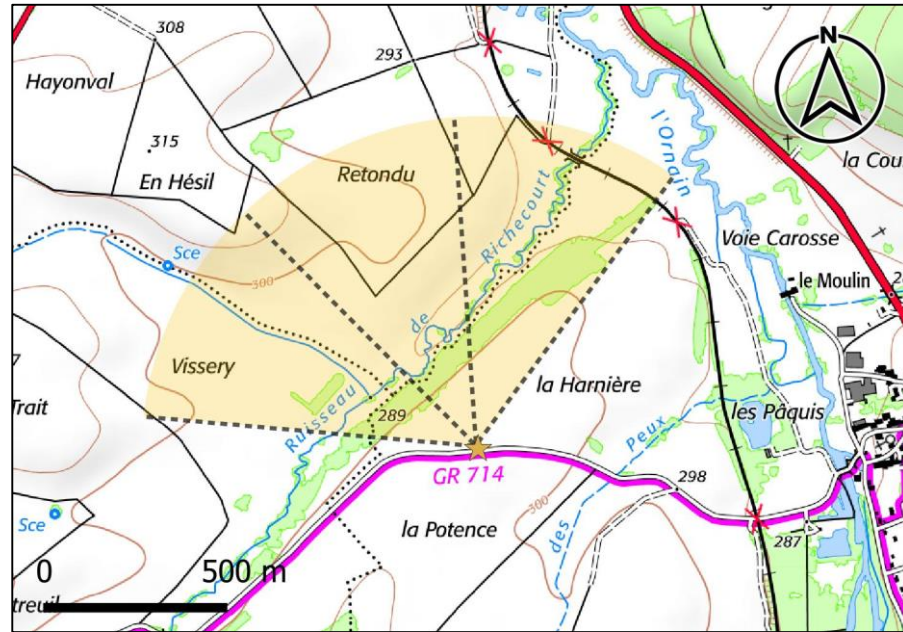 308
Hayonval
293
N
315
Retondu
la Cou
En Hésil
l'Ornain
Richecourt
Sce
Voie Carosse
300
le Moulin
2
de
Vissery
la Harnière
Trait
289
les Pâquis
Ruisseau
Peux
GR 714
298
300
Sce
la Potence
des
287
0
500 m
treuil